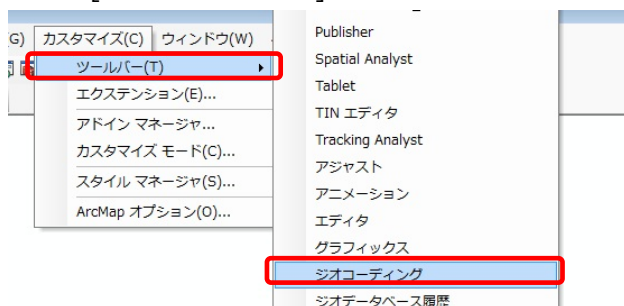 G) カスタマイズ(C) ウィンドウ(W)
ツールバー(T)
エクステンション(E)...
アドイン マネージャ...
カスタマイズ モード(C)...
スタイル マネージャ(S)...
ArcMap オプション(O)...
Publisher
Spatial Analyst
Tablet
TIN エディタ
Tracking Analyst
アジャスト
アニメーション
エディタ
グラフィックス
ジオコーディング
ジオデータベース履歴